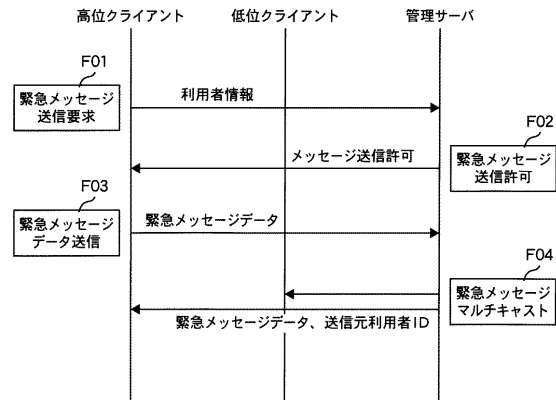 高位クライアント
低位クライアント
管理サーバ
F01
緊急メッセージ
送信要求
利用者情報
F02
緊急メッセージ
送信許可
メッセージ送信許可
F03
緊急メッセージ
データ送信
緊急メッセージデータ
F04
緊急メッセージ
マルチキャスト
緊急メッセージデータ、送信元利用者ID